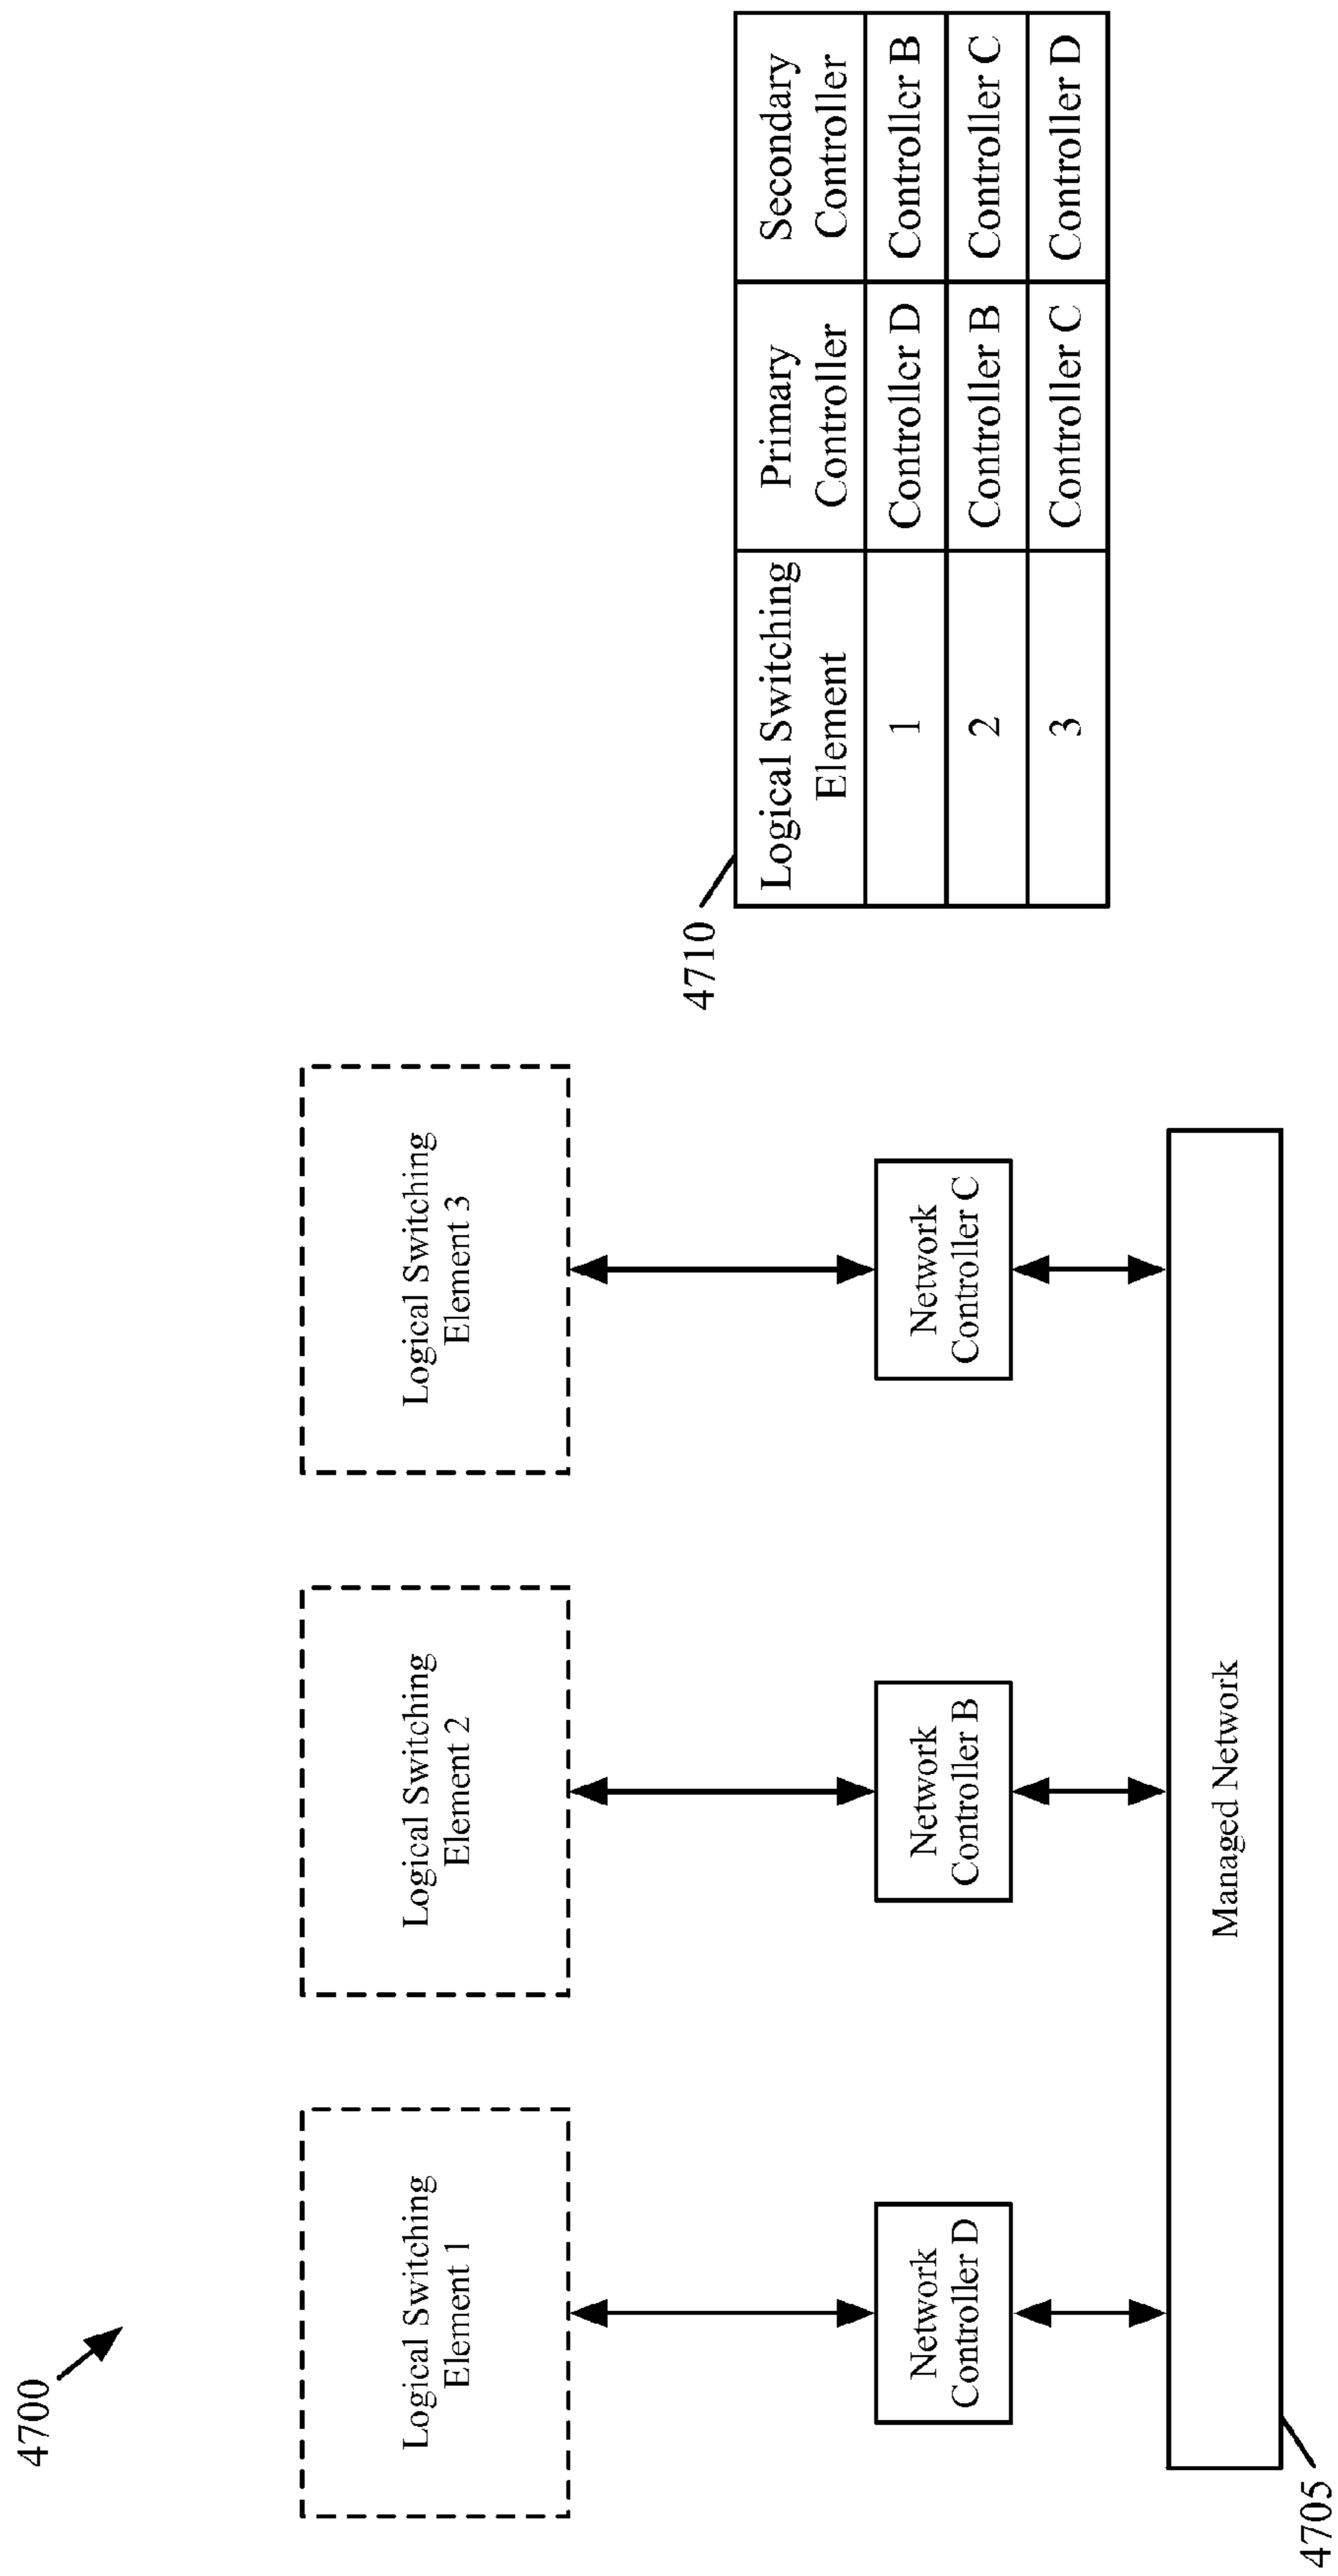 4700
Logical Switching
Element 1
Logical Switching
Element 2
Logical Switching
Element 3
Network
Controller D
Network
Controller B
Network
Controller C
Managed Network
4705
4710
Logical Switching
Element
Primary
Controller
Secondary
Controller
1
Controller D
Controller B
2
Controller B
Controller C
3
Controller C
Controller D